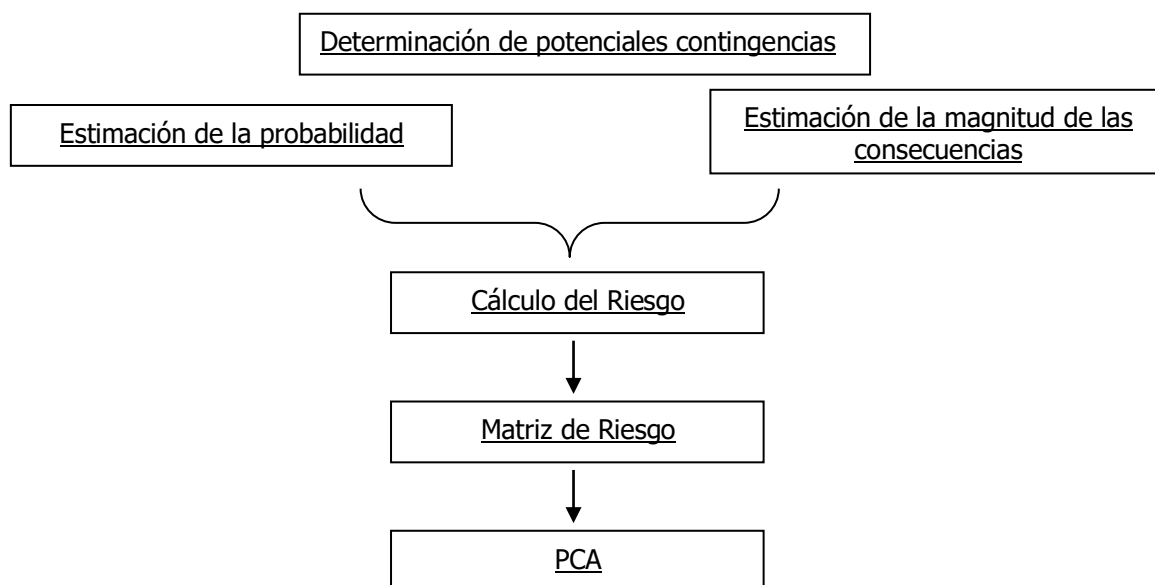 Determinación de potenciales contingencias
Estimación de la probabilidad
Estimación de la magnitud de las
consecuencias
Cálculo del Riesgo
Matriz de Riesgo
PCA